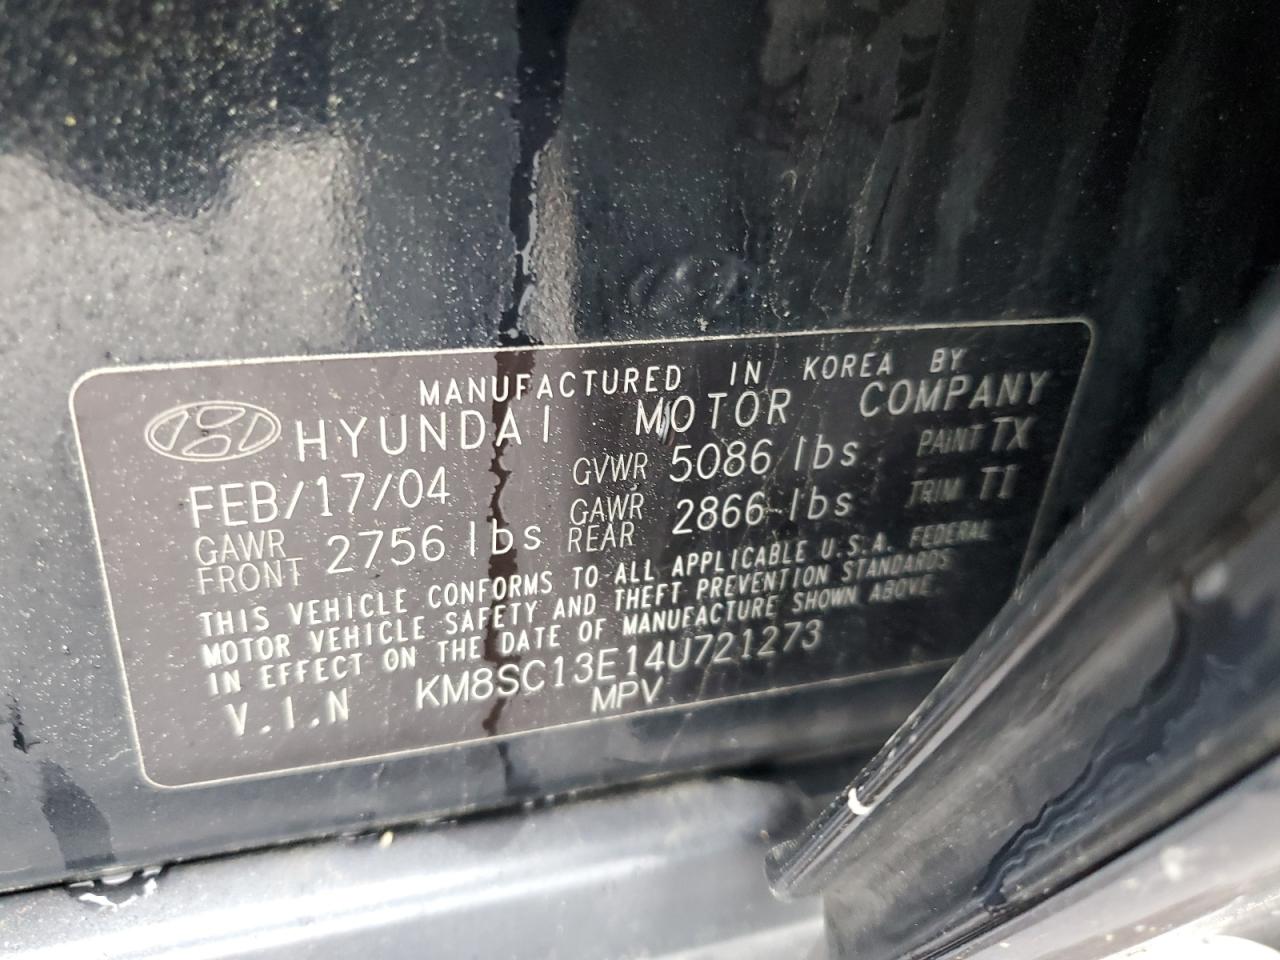 MANUFACTURED IN KOREA BY
HYUNDAI MOTOR COMPANY
FEB/17/04 GVWR 5086 lbs PAINT TX
GAWR FRONT 2756 lbs GAWR REAR 2866 lbs TRIM TI
THIS VEHICLE CONFORMS TO ALL APPLICABLE U.S.A. FEDERAL
MOTOR VEHICLE SAFETY AND THEFT PREVENTION STANDARDS
IN EFFECT ON THE DATE OF MANUFACTURE SHOWN ABOVE.
V.I.N KM8SC13E14U721273
MPV